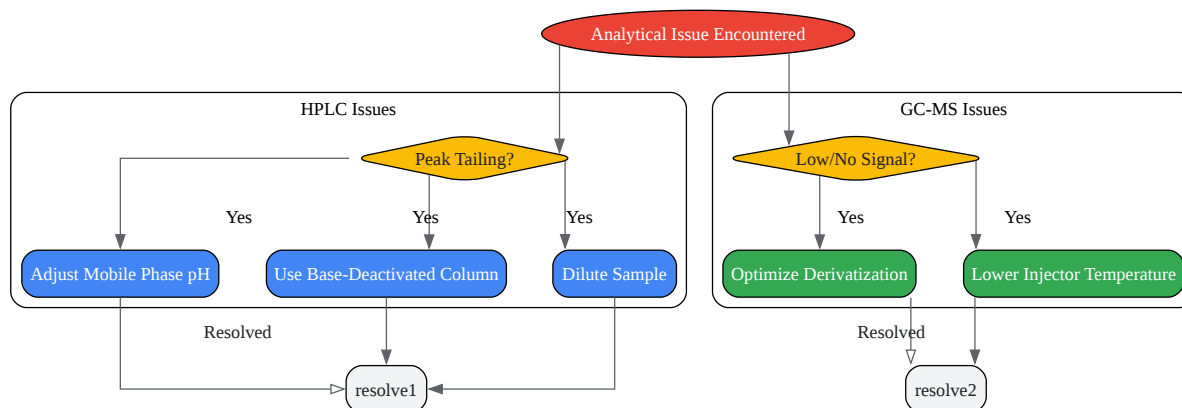 Analytical Issue Encountered
HPLC Issues
GC-MS Issues
Peak Tailing?
Low/No Signal?
Yes
Yes
Yes
Yes
Yes
Adjust Mobile Phase pH
Use Base-Deactivated Column
Dilute Sample
Optimize Derivatization
Lower Injector Temperature
Resolved
Resolved
resolve1
resolve2